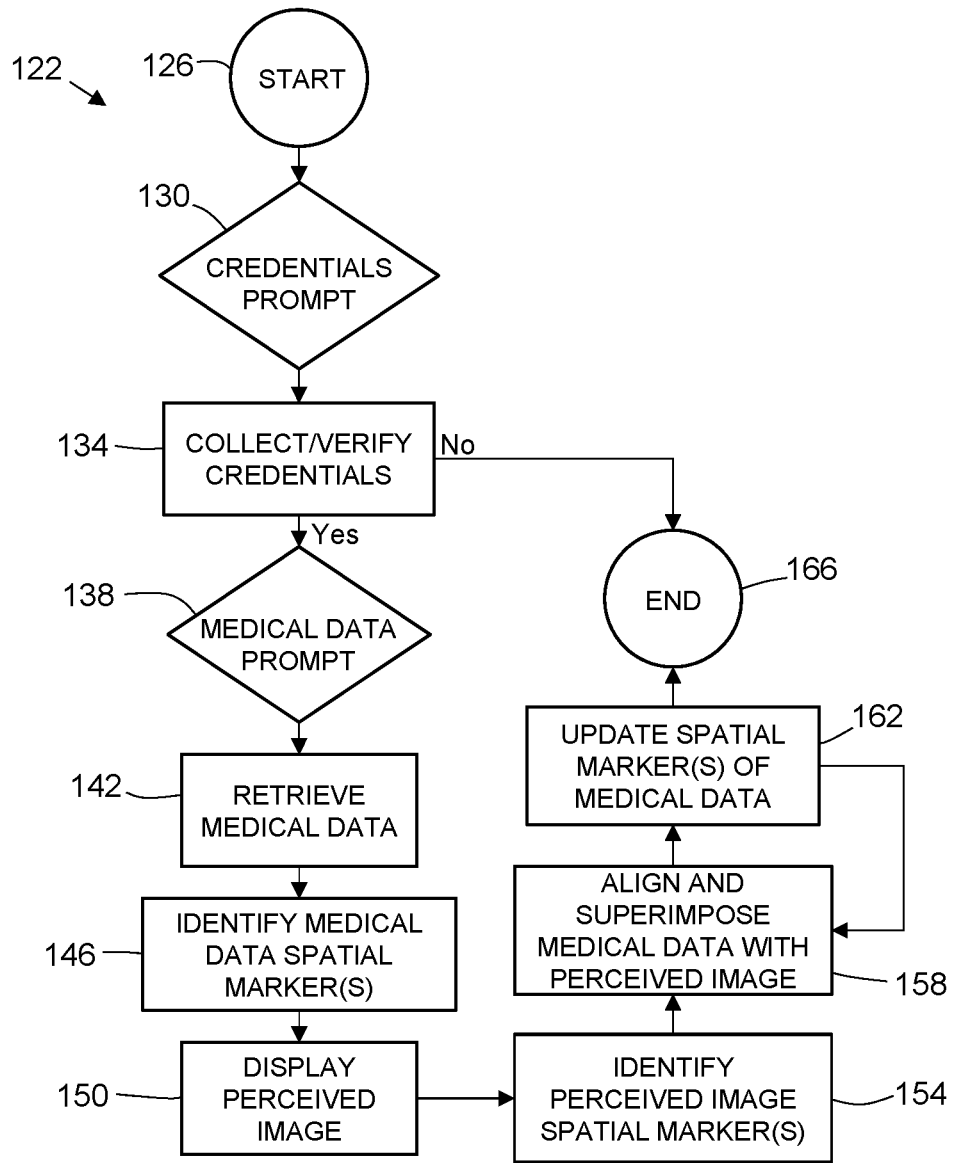 122
126
START
130
CREDENTIALS
PROMPT
134
COLLECT/VERIFY
CREDENTIALS
No
Yes
138
MEDICAL DATA
PROMPT
142
RETRIEVE
MEDICAL DATA
146
IDENTIFY MEDICAL
DATA SPATIAL
MARKER(S)
150
DISPLAY
PERCEIVED
IMAGE
IDENTIFY
PERCEIVED IMAGE
SPATIAL MARKER(S)
154
ALIGN AND
SUPERIMPOSE
MEDICAL DATA WITH
PERCEIVED IMAGE
158
UPDATE SPATIAL
MARKER(S) OF
MEDICAL DATA
162
END
166